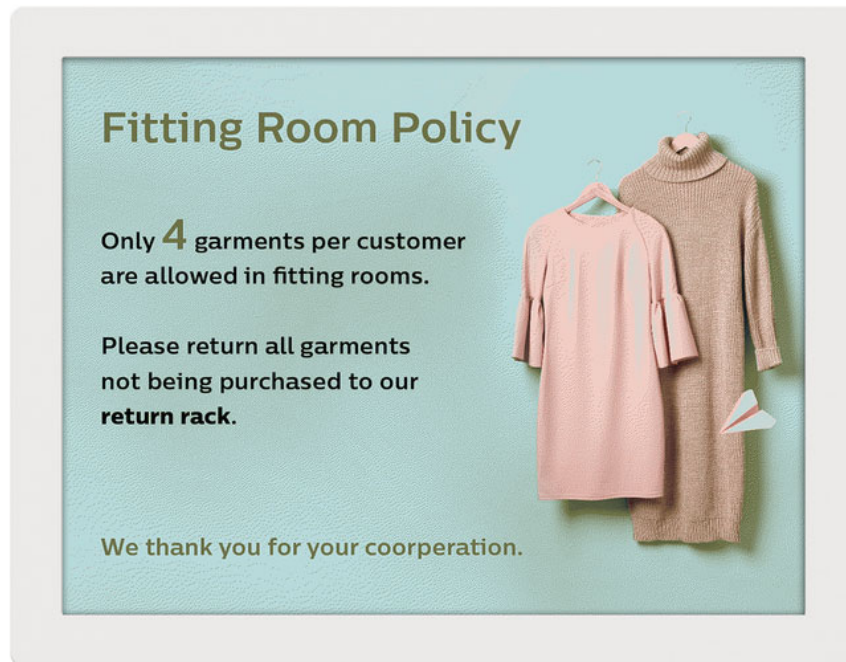 Fitting Room Policy
Only 4 garments per customer
are allowed in fitting rooms.
Please return all garments
not being purchased to our
return rack.
We thank you for your coorperation.